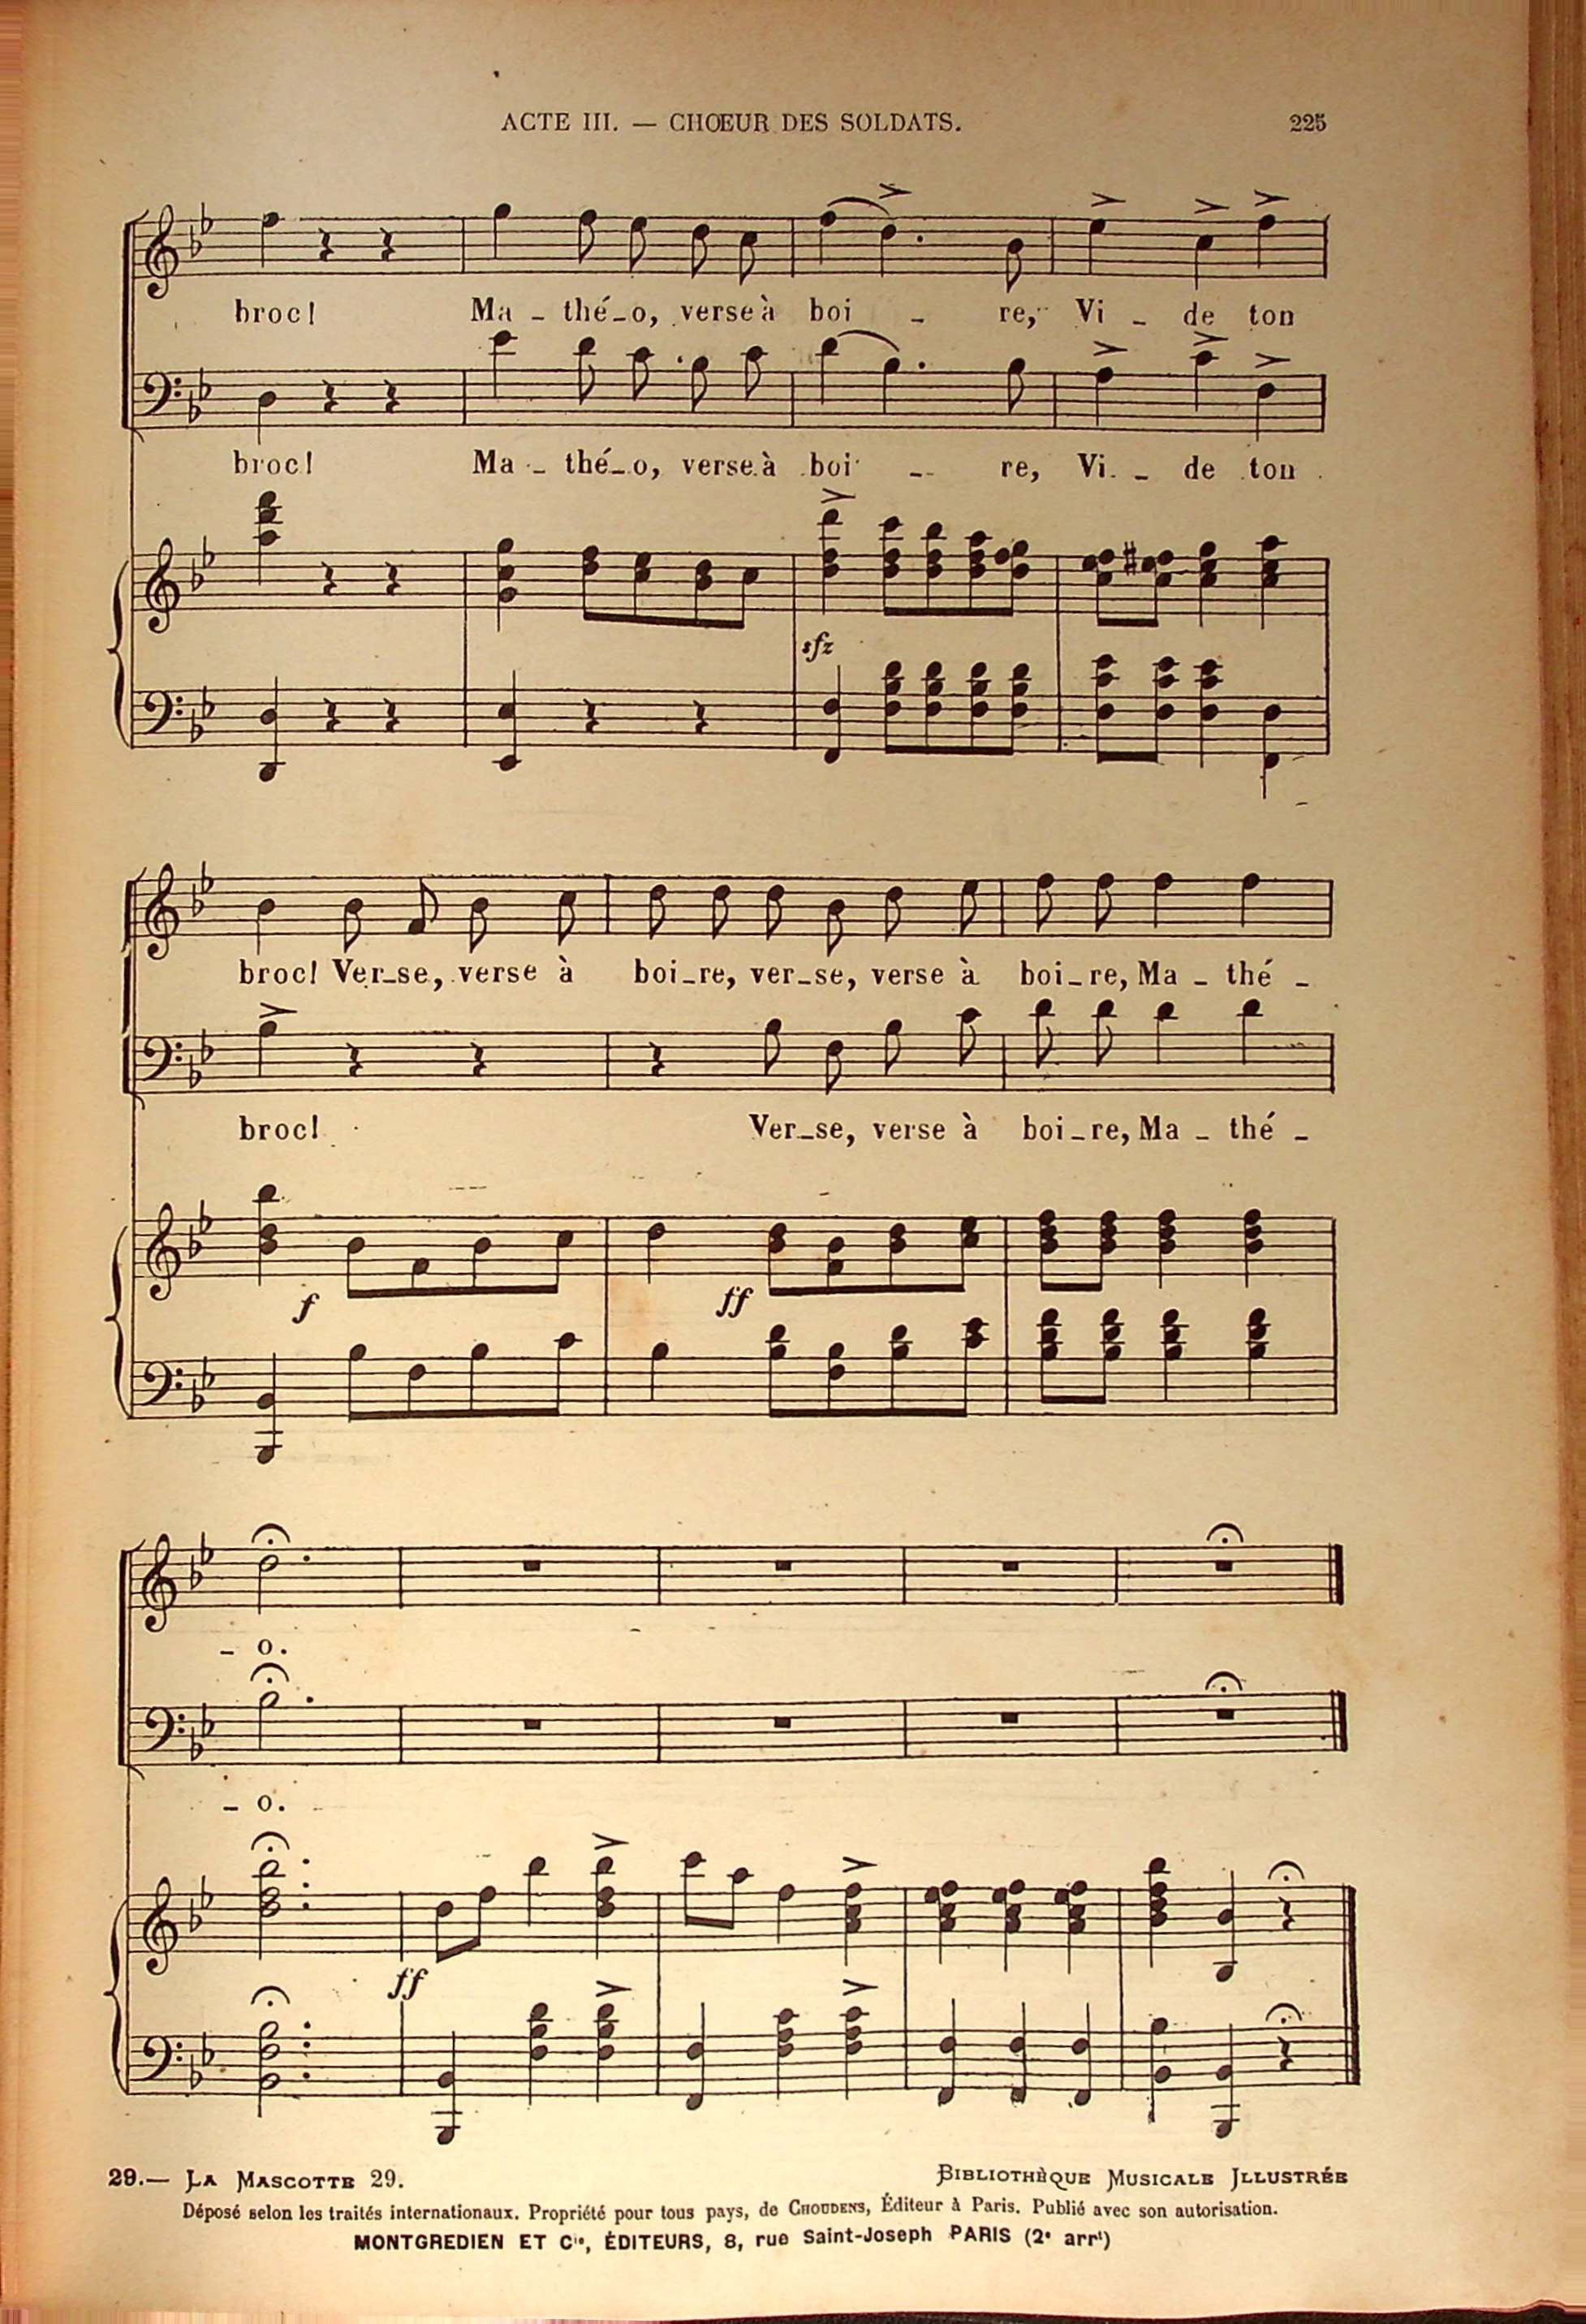 ACTE III. — CHŒUR DES SOLDATS. 225
broc! Ma - thé - o, verse à boi - re, Vi - de ton
broc! Ma - thé - o, verse à boi - re, Vi - de ton
sfz
broc! Ver - se, verse à boi - re, ver - se, verse à boi - re, Ma - thé -
broc! Ver - se, verse à boi - re, Ma - thé -
f ff
- o.
- o.
ff
29.— LA MASCOTTE 29. BIBLIOTHÈQUE MUSICALE ILLUSTRÉE
Déposé selon les traités internationaux. Propriété pour tous pays, de CHOUDENS, Éditeur à Paris. Publié avec son autorisation.
MONTGREDIEN ET Cie, ÉDITEURS, 8, rue Saint-Joseph PARIS (2e arrt)